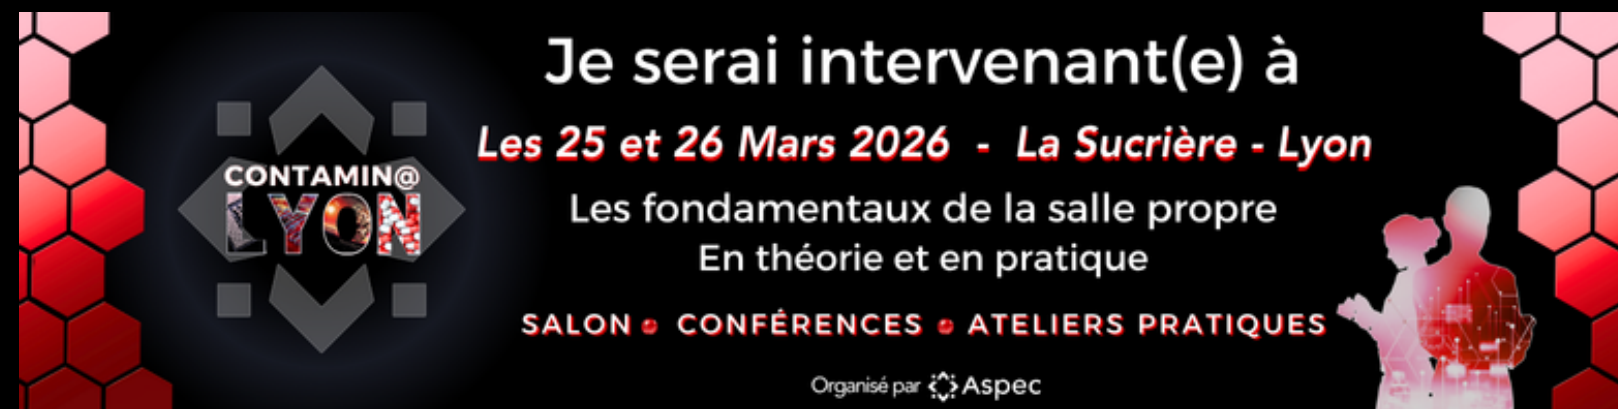 Je serai intervenant(e) à
Les 25 et 26 Mars 2026 - La Sucrière - Lyon
CONTAMIN@
LYON
Les fondamentaux de la salle propre
En théorie et en pratique
SALON • CONFÉRENCES • ATELIERS PRATIQUES
Organisé par Aspec